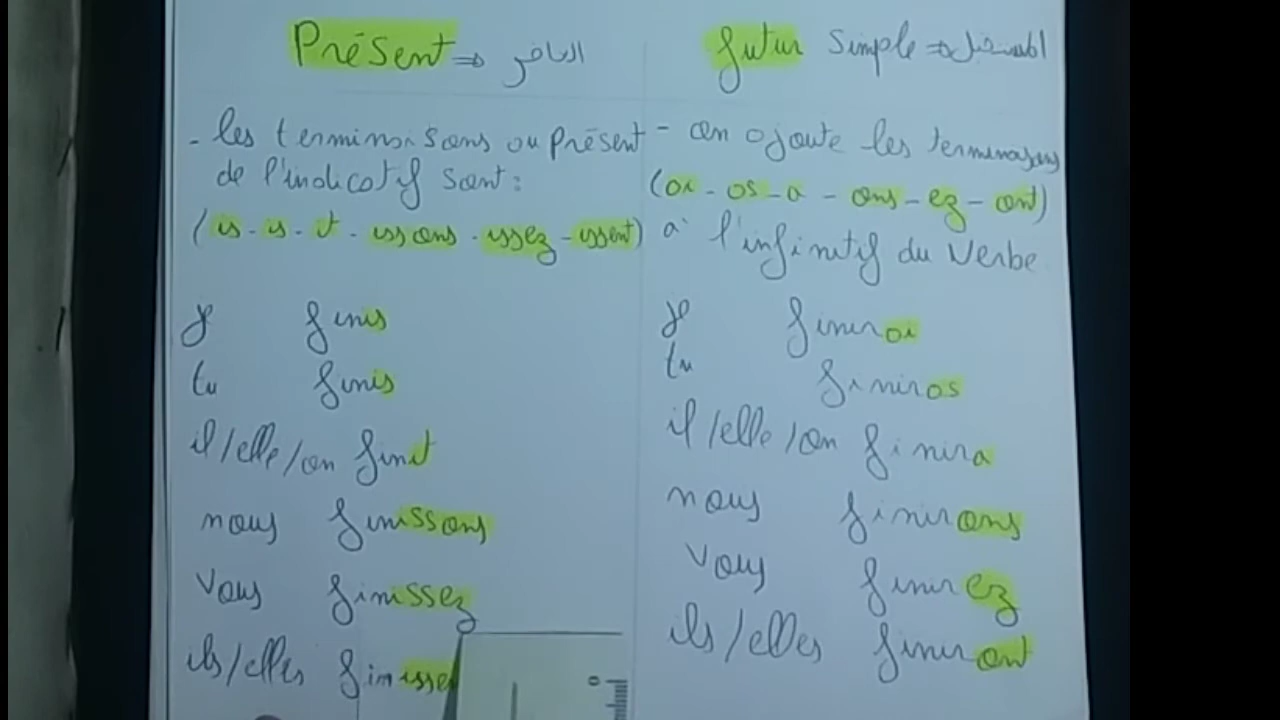 Présent ⇒ الحاضر
- les terminaisons du Présent
de l'indicatif sont:
(is - is - it - issons - issez - issent)
je finis
tu finis
il/elle/on finit
nous finissons
vous finissez
ils/elles finisse
futur simple ⇒ المستقبل
- on ajoute les terminaisons
(ai - as - a - ons - ez - ont)
à l'infinitif du Verbe
je finirai
tu finiras
il/elle/on finira
nous finirons
vous finirez
ils/elles finiront
0